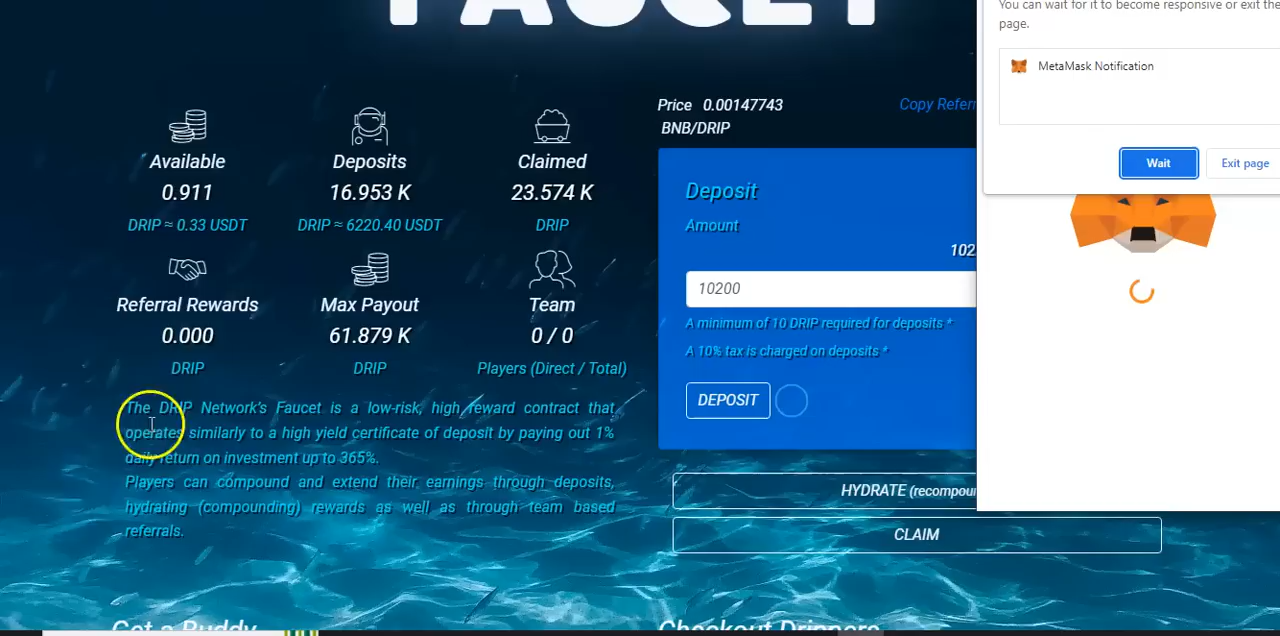 FAUCET
You can wait for it to become responsive or exit the
page.
MetaMask Notification
Wait
Exit page
Available
0.911
DRIP ≈ 0.33 USDT
Deposits
16.953 K
DRIP ≈ 6220.40 USDT
Claimed
23.574 K
DRIP
Referral Rewards
0.000
DRIP
Max Payout
61.879 K
DRIP
Team
0 / 0
Players (Direct / Total)
The DRIP Network's Faucet is a low-risk, high reward contract that
operates similarly to a high yield certificate of deposit by paying out 1%
daily return on investment up to 365%.
Players can compound and extend their earnings through deposits,
hydrating (compounding) rewards as well as through team based
referrals.
Price 0.00147743
BNB/DRIP
Copy Refer
Deposit
Amount
102
10200
A minimum of 10 DRIP required for deposits *
A 10% tax is charged on deposits *
DEPOSIT
HYDRATE (recompou
CLAIM
Get a Buddy
Checkout Drippers